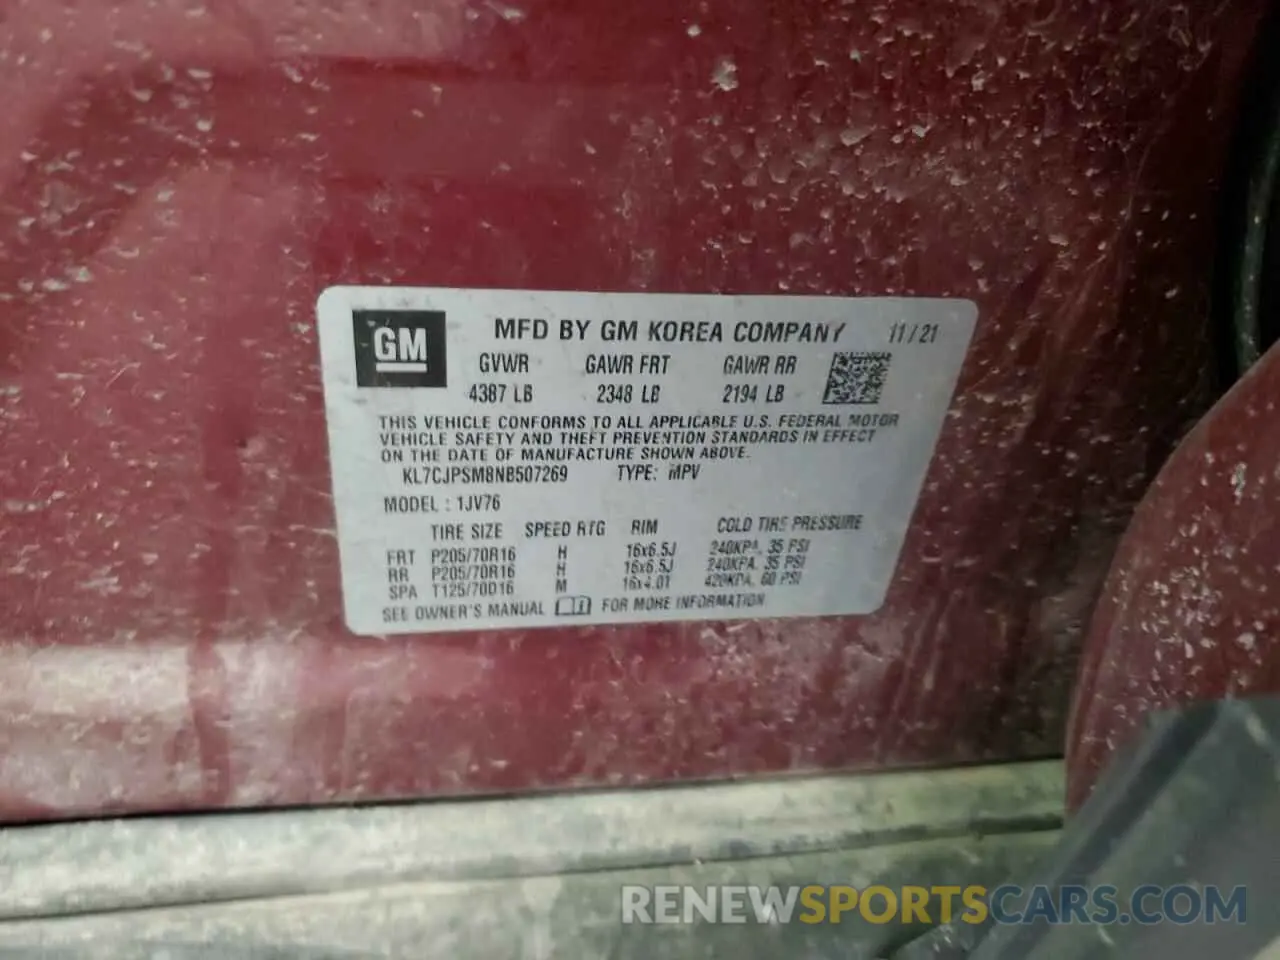 GM
MFD BY GM KOREA COMPANY 11/21
GVWR GAWR FRT GAWR RR
4387 LB 2348 LB 2194 LB
THIS VEHICLE CONFORMS TO ALL APPLICABLE U.S. FEDERAL MOTOR
VEHICLE SAFETY AND THEFT PREVENTION STANDARDS IN EFFECT
ON THE DATE OF MANUFACTURE SHOWN ABOVE.
KL7CJPSM8NB507269 TYPE: MPV
MODEL : 1JV76
TIRE SIZE SPEED RTG RIM COLD TIRE PRESSURE
FRT P205/70R16 H 16x6.5J 240KPA, 35 PSI
RR P205/70R16 H 16x6.5J 240KPA, 35 PSI
SPA T125/70D16 M 16x4.0T 420KPA, 60 PSI
SEE OWNER'S MANUAL FOR MORE INFORMATION
RENEWSPORTSCARS.COM